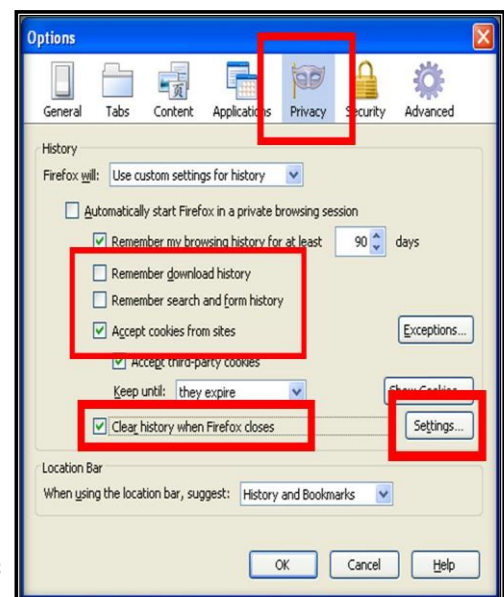 Options
General Tabs Content Applications Privacy Security Advanced
History
Firefox will: Use custom settings for history
Automatically start Firefox in a private browsing session
Remember my browsing history for at least 90 days
Remember download history
Remember search and form history
Accept cookies from sites Exceptions...
Accept third-party cookies
Keep until: they expire Show Cookies...
Clear history when Firefox closes Settings...
Location Bar
When using the location bar, suggest: History and Bookmarks
OK Cancel Help